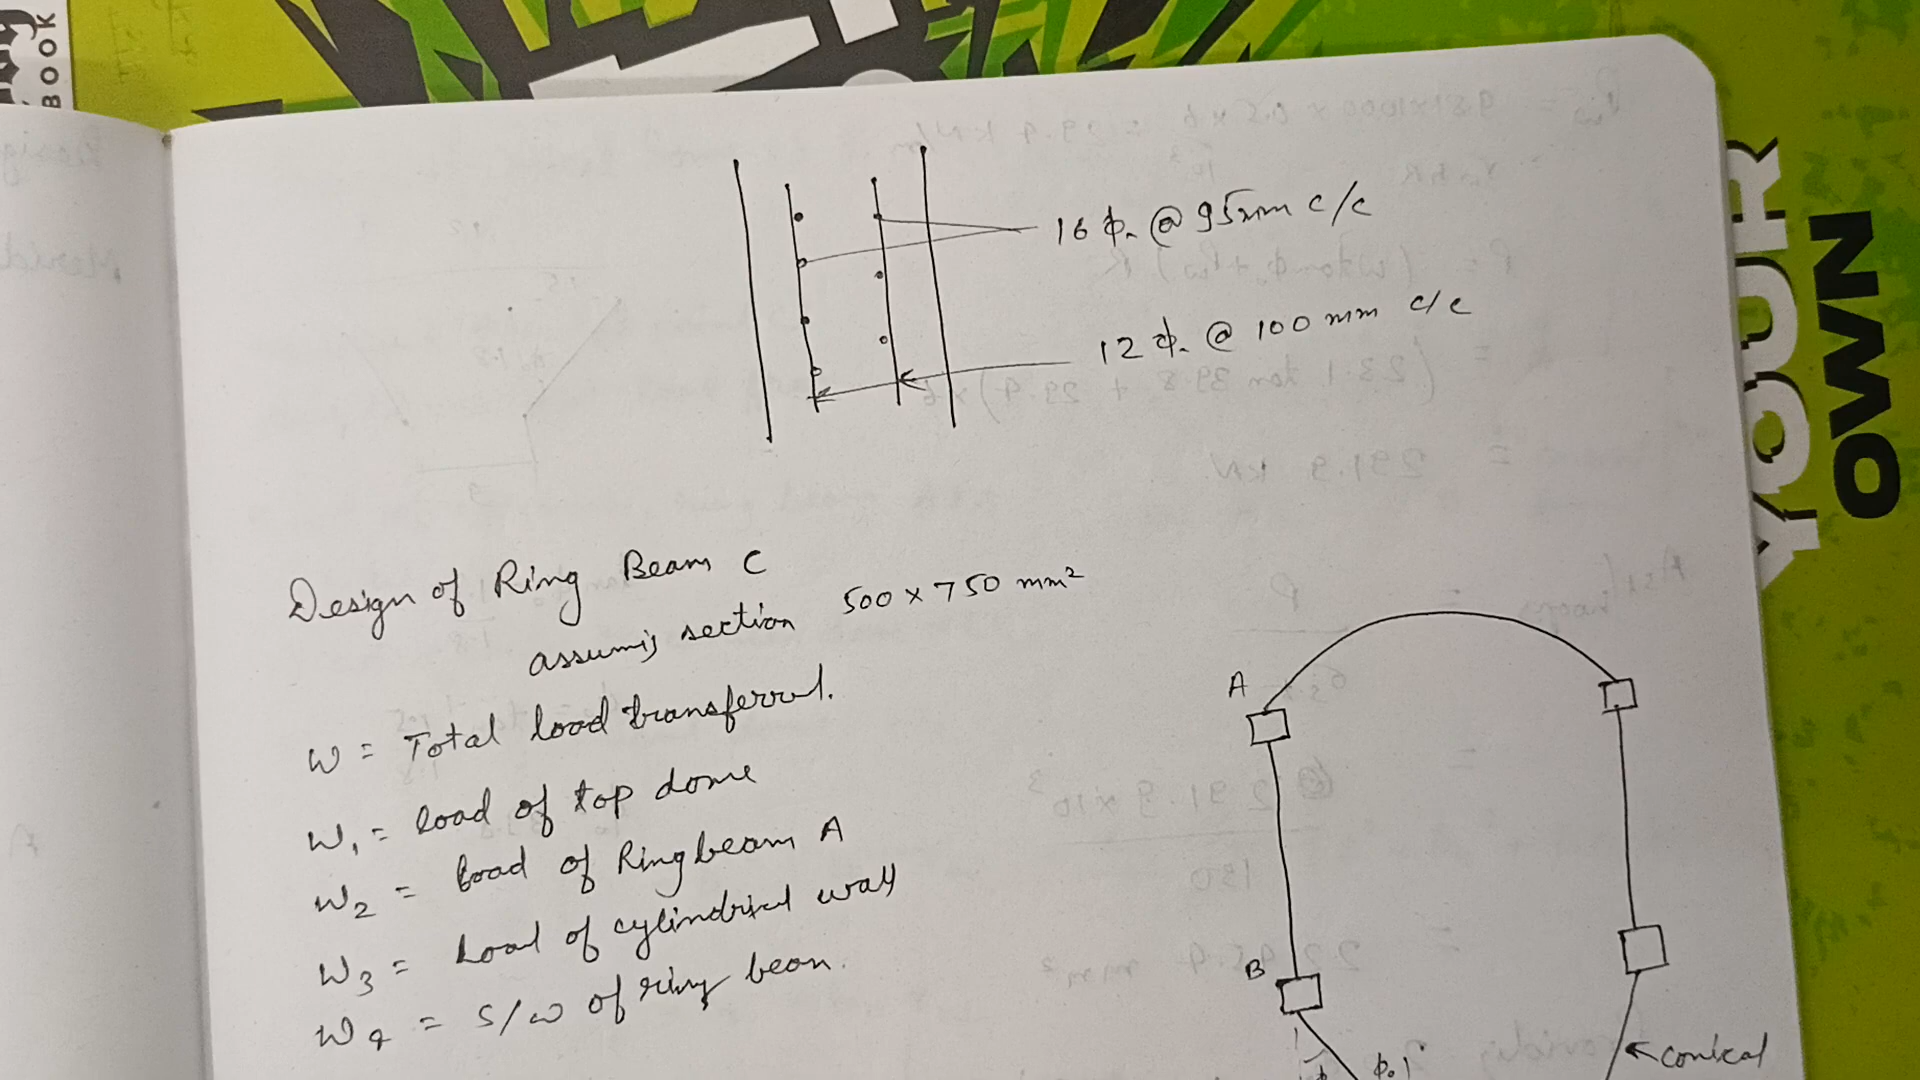 BOOK
YOUR
OWN
16 ф. @ 95mm c/c
12 ф. @ 100 mm c/c
Design of Ring Beam C
assumig section 500 x 750 mm²
W = Total load transferred.
W₁ = load of top dome
W₂ = load of Ringbeam A
W₃ = Load of cylindrical wall
W₄ = s/w of ring beam.
A
B
conical